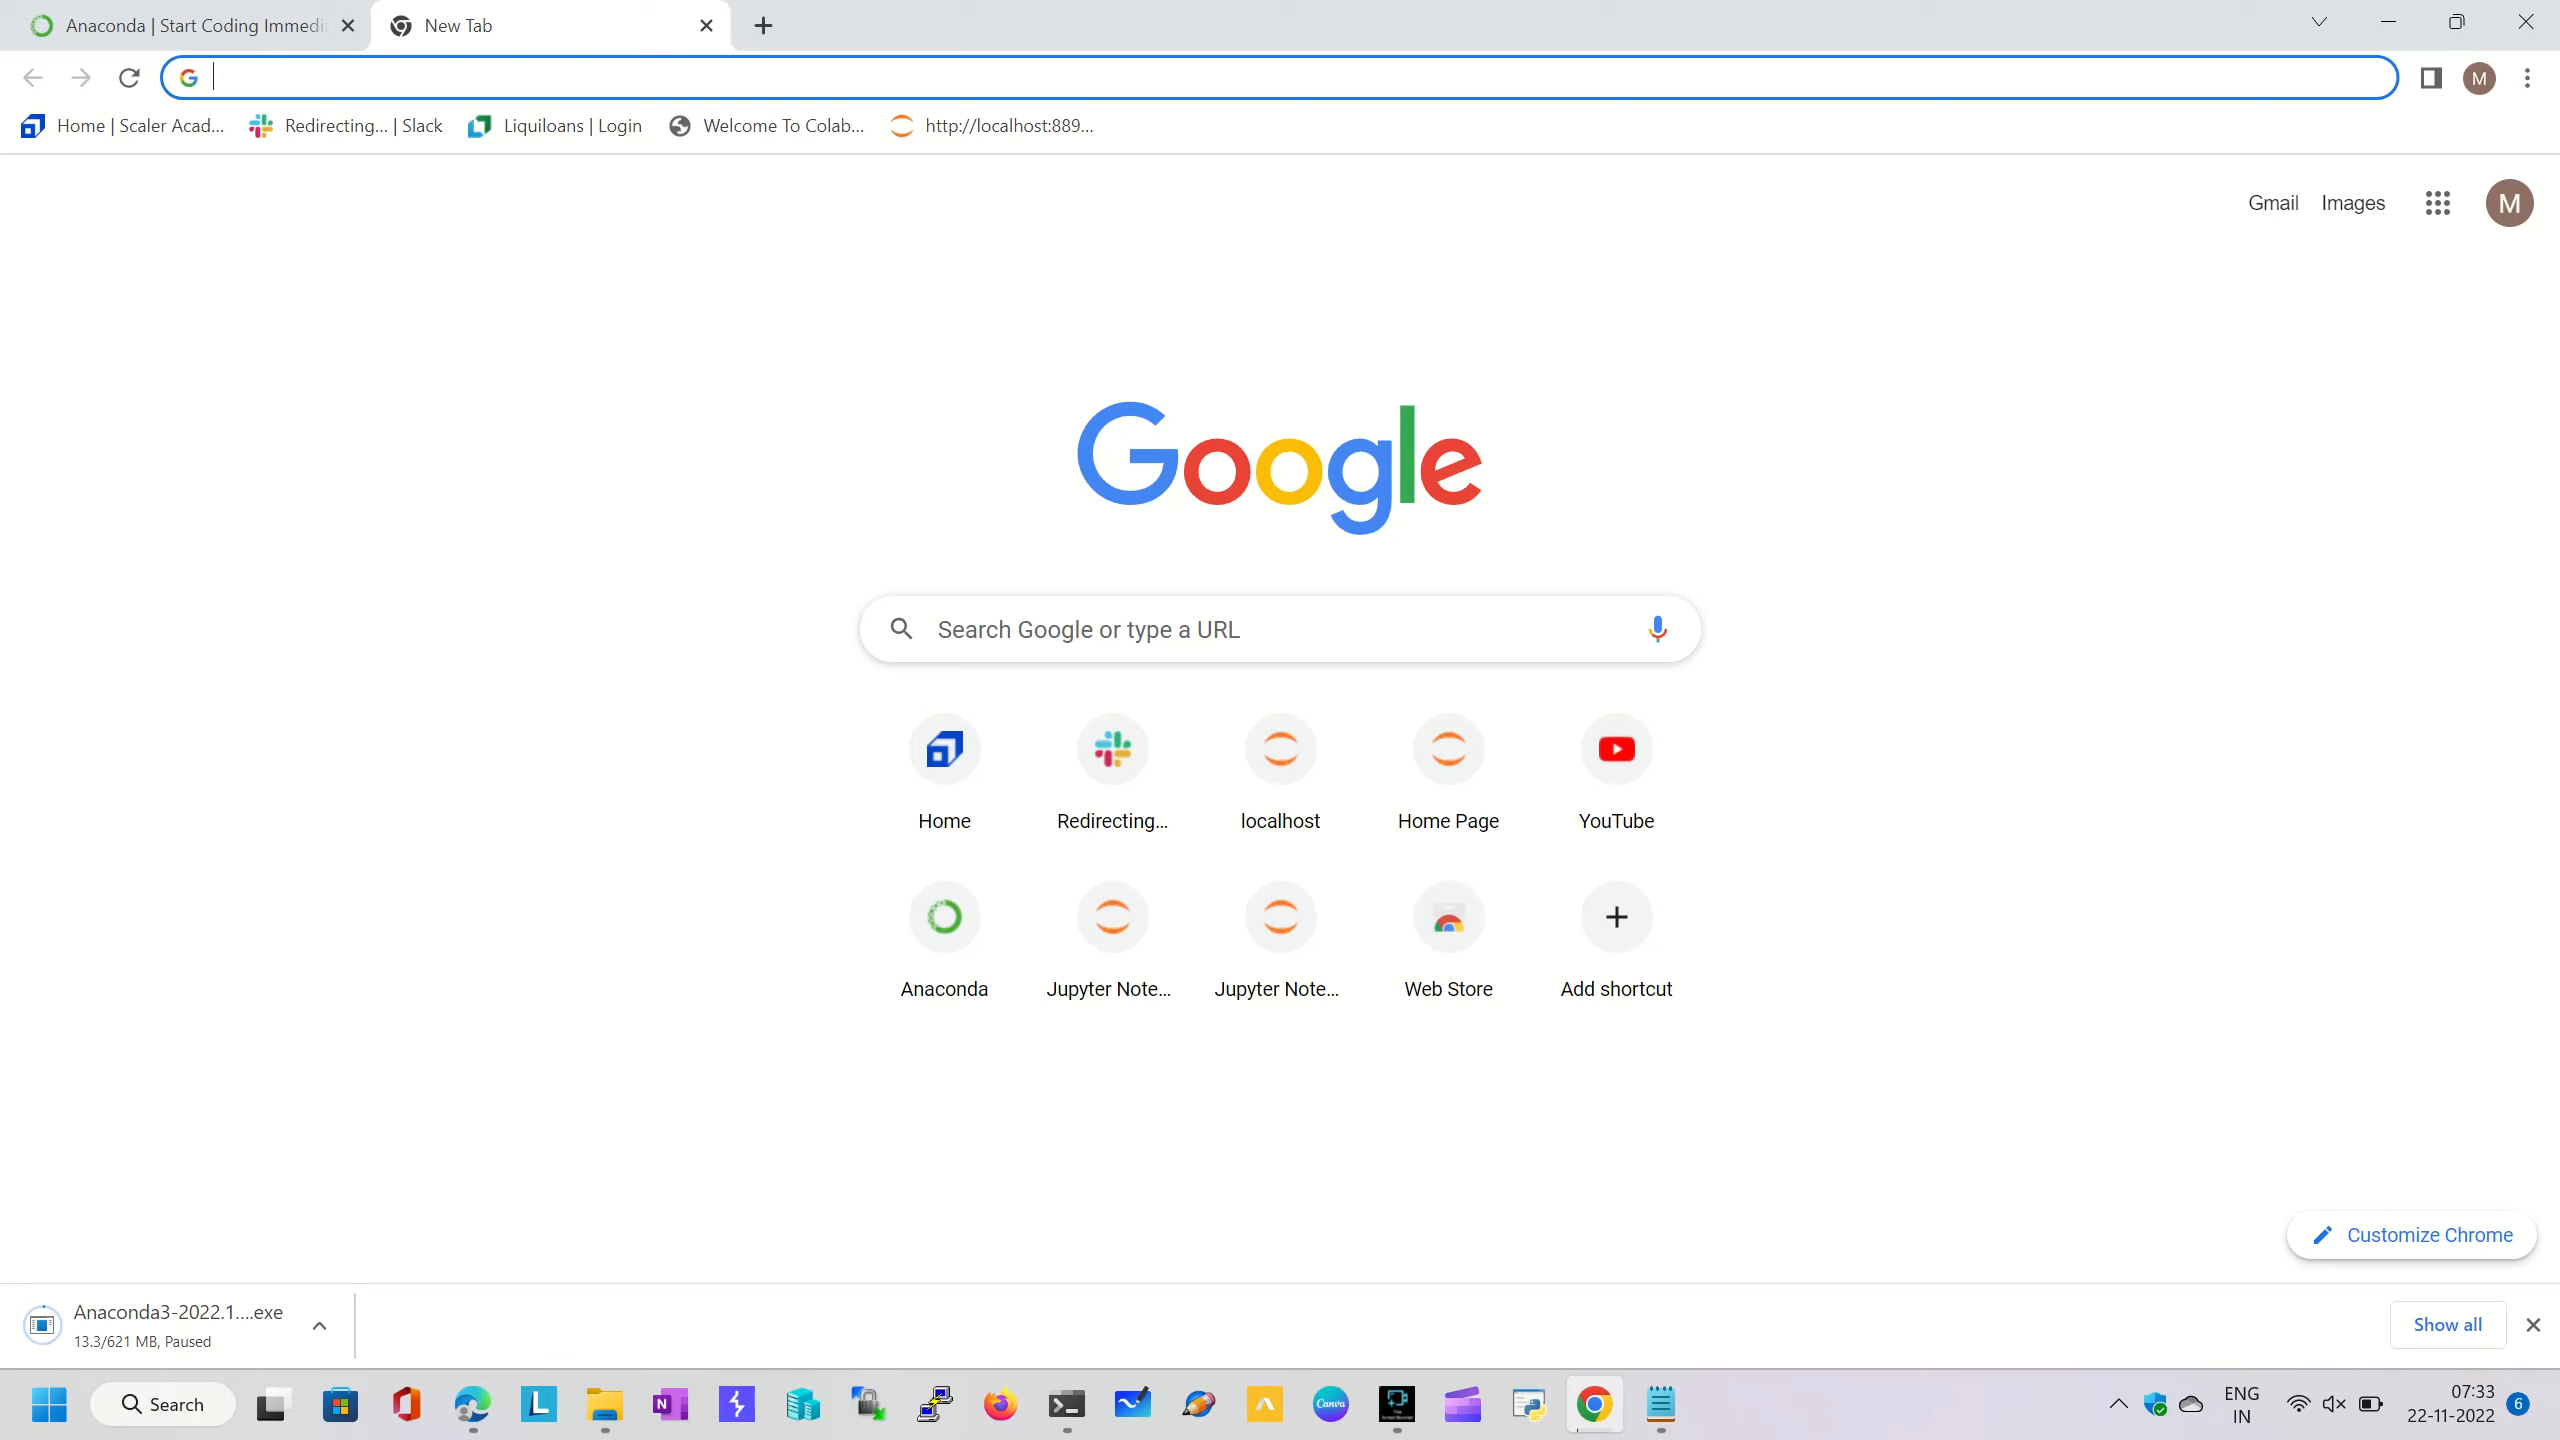 Anaconda | Start Coding Immedi
New Tab
Home | Scaler Acad...
Redirecting... | Slack
Liquiloans | Login
Welcome To Colab...
http://localhost:889...
M
Gmail
Images
M
Google
Search Google or type a URL
Home
Redirecting...
localhost
Home Page
YouTube
Anaconda
Jupyter Note...
Jupyter Note...
Web Store
Add shortcut
Customize Chrome
Anaconda3-2022.1....exe
13.3/621 MB, Paused
Show all
Search
L
N
Canva
ENG
IN
07:33
22-11-2022
6